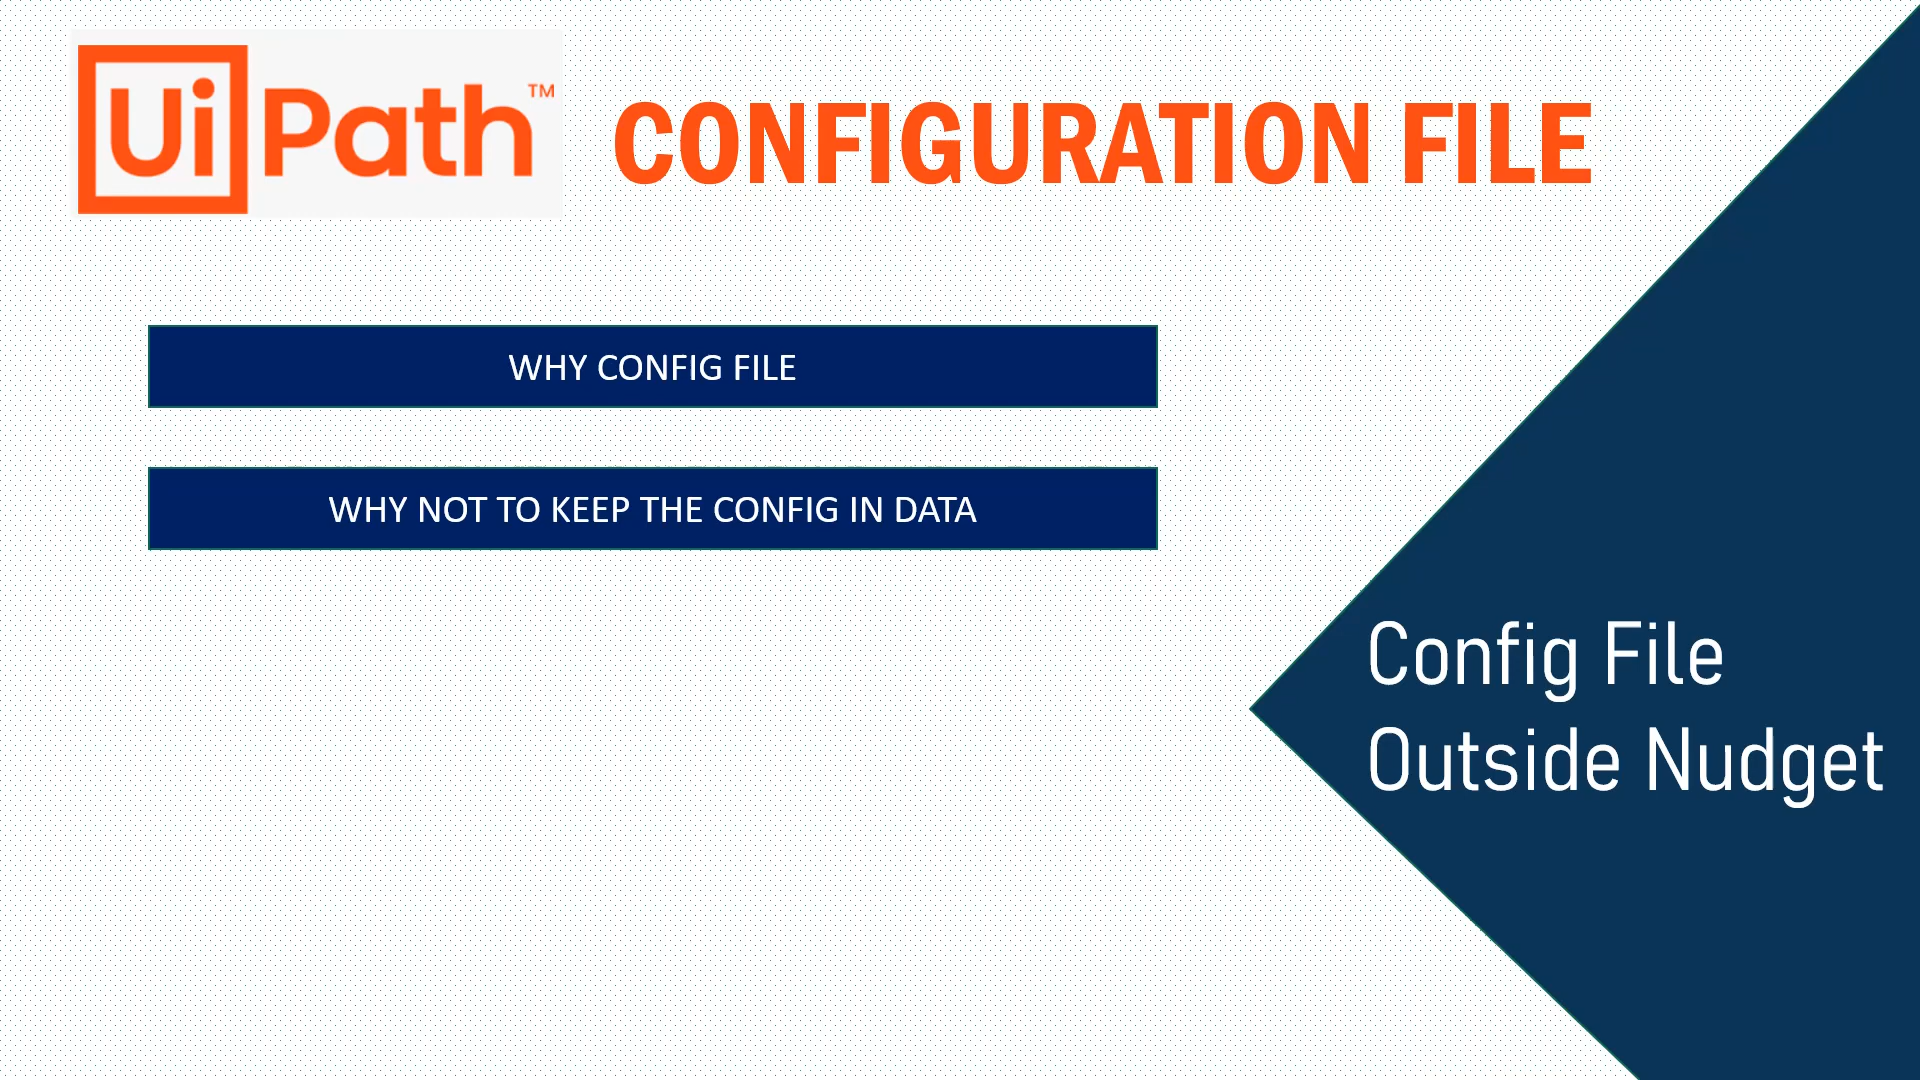 UiPath™
CONFIGURATION FILE
WHY CONFIG FILE
WHY NOT TO KEEP THE CONFIG IN DATA
Config File
Outside Nudget